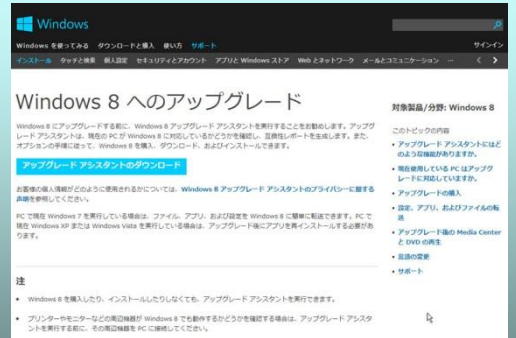 Windows
Windows を使ってみる ダウンロードと購入 使い方 サポート サインイン
インストール タッチと検索 個人設定 セキュリティとアカウント アプリと Windows ストア Web とネットワーク メールとコミュニケーション ...
Windows 8 へのアップグレード
Windows 8 にアップグレードする前に、Windows 8 アップグレード アシスタントを実行することをお勧めします。アップグ
レード アシスタントは、現在の PC が Windows 8 に対応しているかどうかを確認し、互換性レポートを生成します。また、
オプションの手順に従って、Windows 8 を購入、ダウンロード、およびインストールできます。
アップグレード アシスタントのダウンロード
お客様の個人情報がどのように使用されるかについては、Windows 8 アップグレード アシスタントのプライバシーに関する
声明を参照してください。
PC で現在 Windows 7 を実行している場合は、ファイル、アプリ、および設定を Windows 8 に簡単に転送できます。PC で
現在 Windows XP または Windows Vista を実行している場合は、アップグレード後にアプリを再インストールする必要があ
ります。
注
• Windows 8 を購入したり、インストールしたりしなくても、アップグレード アシスタントを実行できます。
• プリンターやモニターなどの周辺機器が Windows 8 でも動作するかどうかを確認する場合は、アップグレード アシスタ
ントを実行する前に、その周辺機器を PC に接続してください。
対象製品/分野: Windows 8
このトピックの内容
• アップグレード アシスタントにはど
のような機能がありますか。
• 現在使用している PC はアップグ
レードに対応していますか。
• アップグレードの購入
• 設定、アプリ、およびファイルの転
送
• アップグレード後の Media Center
と DVD の再生
• 言語の変更
• サポート